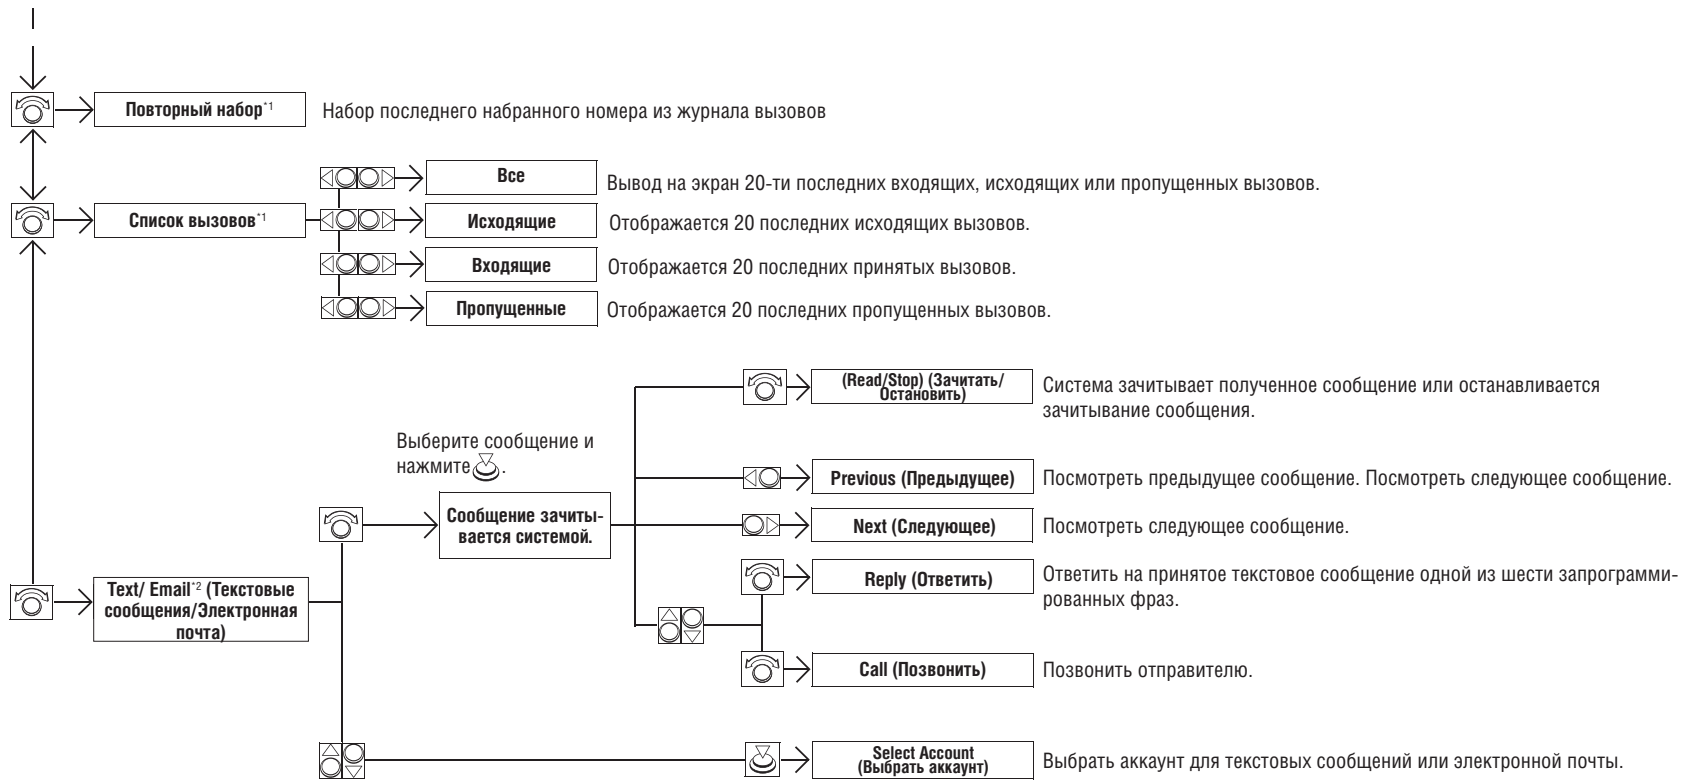 Повторный набор*1
Набор последнего набранного номера из журнала вызовов
Все
Вывод на экран 20-ти последних входящих, исходящих или пропущенных вызовов.
Список вызовов*1
Исходящие
Отображается 20 последних исходящих вызовов.
Входящие
Отображается 20 последних принятых вызовов.
Пропущенные
Отображается 20 последних пропущенных вызовов.
(Read/Stop) (Зачитать/
Остановить)
Система зачитывает полученное сообщение или останавливается
зачитывание сообщения.
Выберите сообщение и
нажмите .
Previous (Предыдущее)
Посмотреть предыдущее сообщение. Посмотреть следующее сообщение.
Сообщение зачиты-
вается системой.
Next (Следующее)
Посмотреть следующее сообщение.
Text/ Email*2 (Текстовые
сообщения/Электронная
почта)
Reply (Ответить)
Ответить на принятое текстовое сообщение одной из шести запрограмми-
рованных фраз.
Call (Позвонить)
Позвонить отправителю.
Select Account
(Выбрать аккаунт)
Выбрать аккаунт для текстовых сообщений или электронной почты.